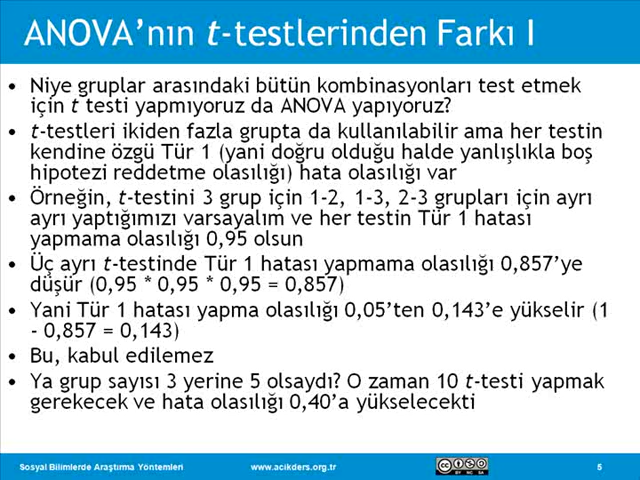 ANOVA’nın t-testlerinden Farkı I
• Niye gruplar arasındaki bütün kombinasyonları test etmek
için t testi yapmıyoruz da ANOVA yapıyoruz?
• t-testleri ikiden fazla grupta da kullanılabilir ama her testin
kendine özgü Tür 1 (yani doğru olduğu halde yanlışlıkla boş
hipotezi reddetme olasılığı) hata olasılığı var
• Örneğin, t-testini 3 grup için 1-2, 1-3, 2-3 grupları için ayrı
ayrı yaptığımızı varsayalım ve her testin Tür 1 hatası
yapmama olasılığı 0,95 olsun
• Üç ayrı t-testinde Tür 1 hatası yapmama olasılığı 0,857’ye
düşür (0,95 * 0,95 * 0,95 = 0,857)
• Yani Tür 1 hatası yapma olasılığı 0,05’ten 0,143’e yükselir (1
- 0,857 = 0,143)
• Bu, kabul edilemez
• Ya grup sayısı 3 yerine 5 olsaydı? O zaman 10 t-testi yapmak
gerekecek ve hata olasılığı 0,40’a yükselecekti
Sosyal Bilimlerde Araştırma Yöntemleri www.acikders.org.tr 5
cc BY NC SA